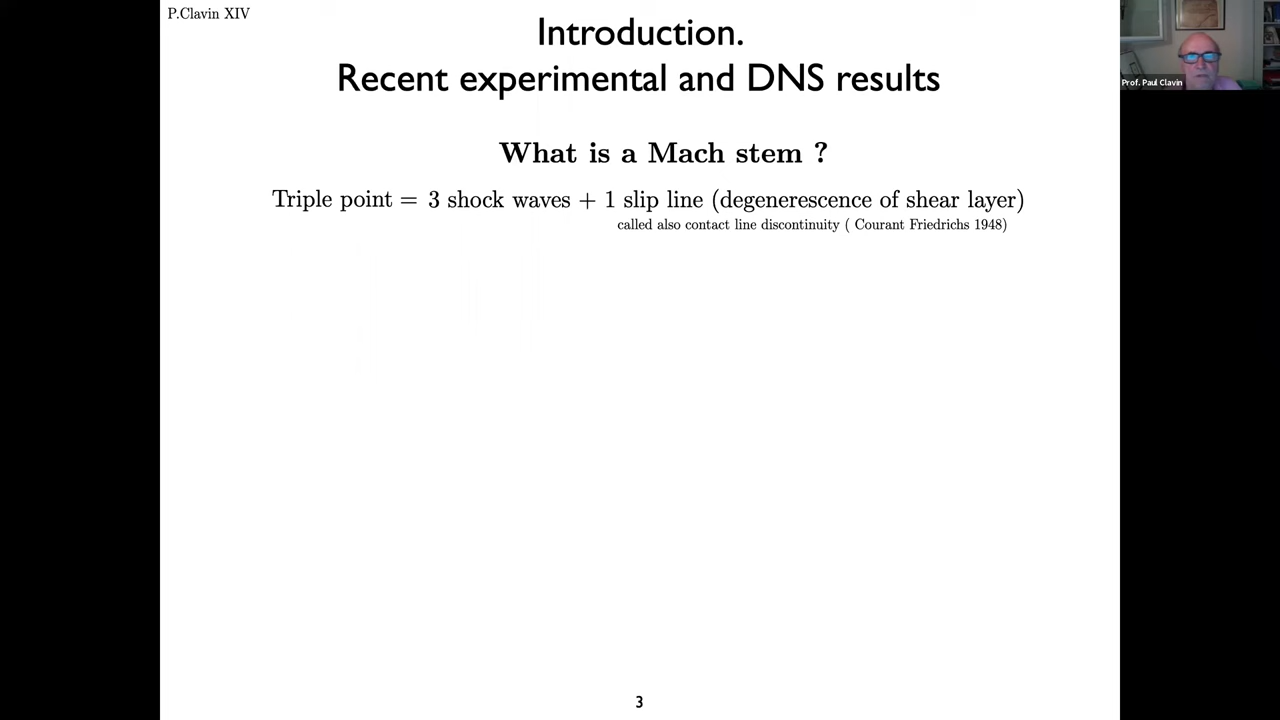 P.Clavin XIV
Introduction.
Recent experimental and DNS results
Prof. Paul Clavin
What is a Mach stem ?
Triple point = 3 shock waves + 1 slip line (degenerescence of shear layer)
called also contact line discontinuity ( Courant Friedrichs 1948)
3